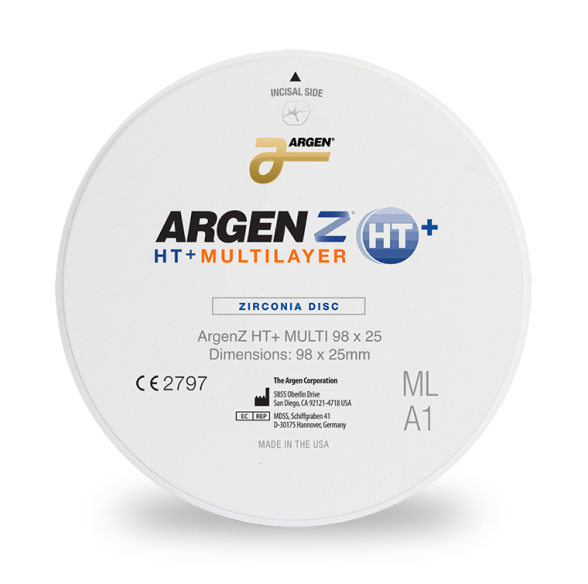 INCISAL SIDE
ARGEN®
ARGEN Z® HT+
HT+ MULTILAYER
ZIRCONIA DISC
ArgenZ HT+ MULTI 98 x 25
Dimensions: 98 x 25mm
CE 2797
The Argen Corporation
5855 Oberlin Drive
San Diego, CA 92121-4718 USA
EC REP MDSS, Schiffgraben 41
D-30175 Hannover, Germany
ML
A1
MADE IN THE USA